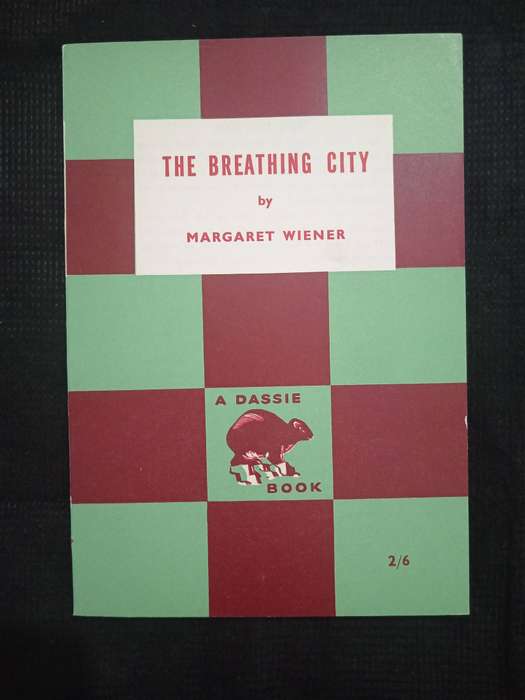 THE BREATHING CITY
by
MARGARET WIENER
A DASSIE
BOOK
2/6